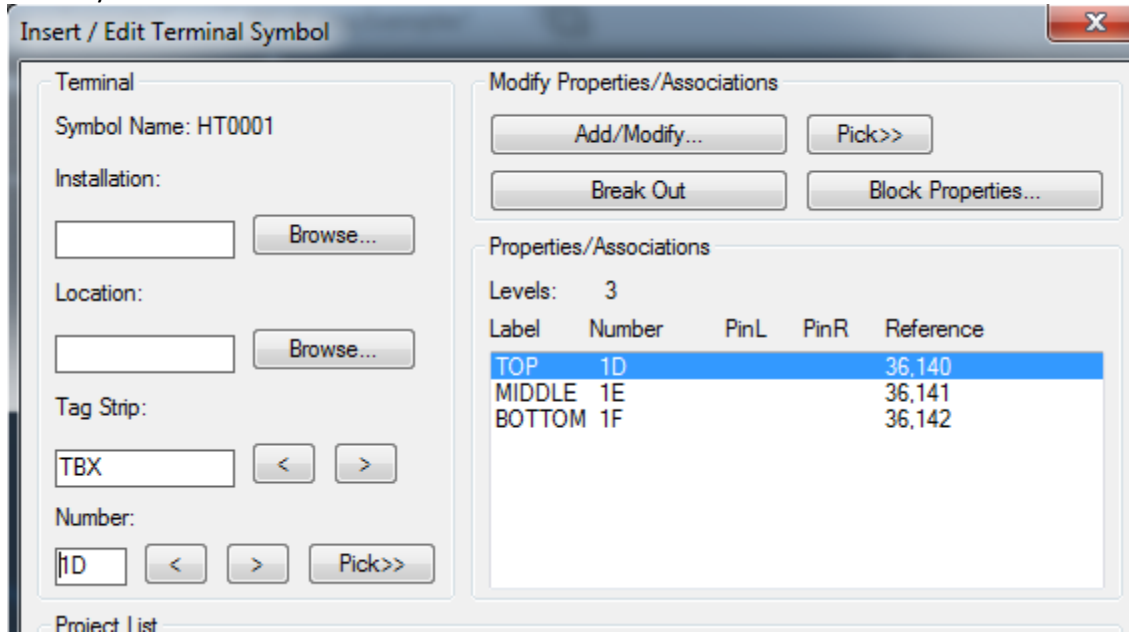 Insert / Edit Terminal Symbol
Terminal
Symbol Name: HT0001
Installation:
Browse...
Location:
Browse...
Tag Strip:
TBX < >
Number:
1D < > Pick>>
Modify Properties/Associations
Add/Modify... Pick>>
Break Out Block Properties...
Properties/Associations
Levels: 3
Label Number PinL PinR Reference
TOP 1D 36,140
MIDDLE 1E 36,141
BOTTOM 1F 36,142
Project List